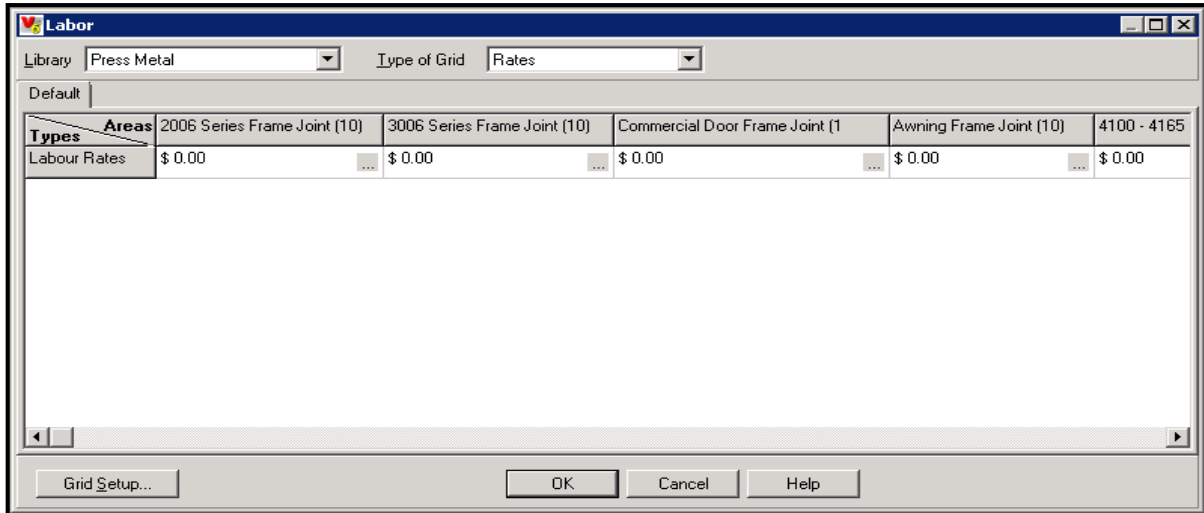 Labor
Library Press Metal Type of Grid Rates
Default
Areas 2006 Series Frame Joint (10) 3006 Series Frame Joint (10) Commercial Door Frame Joint (1 Awning Frame Joint (10) 4100 - 4165
Types
Labour Rates $ 0.00 ... $ 0.00 ... $ 0.00 ... $ 0.00 ... $ 0.00
Grid Setup... OK Cancel Help